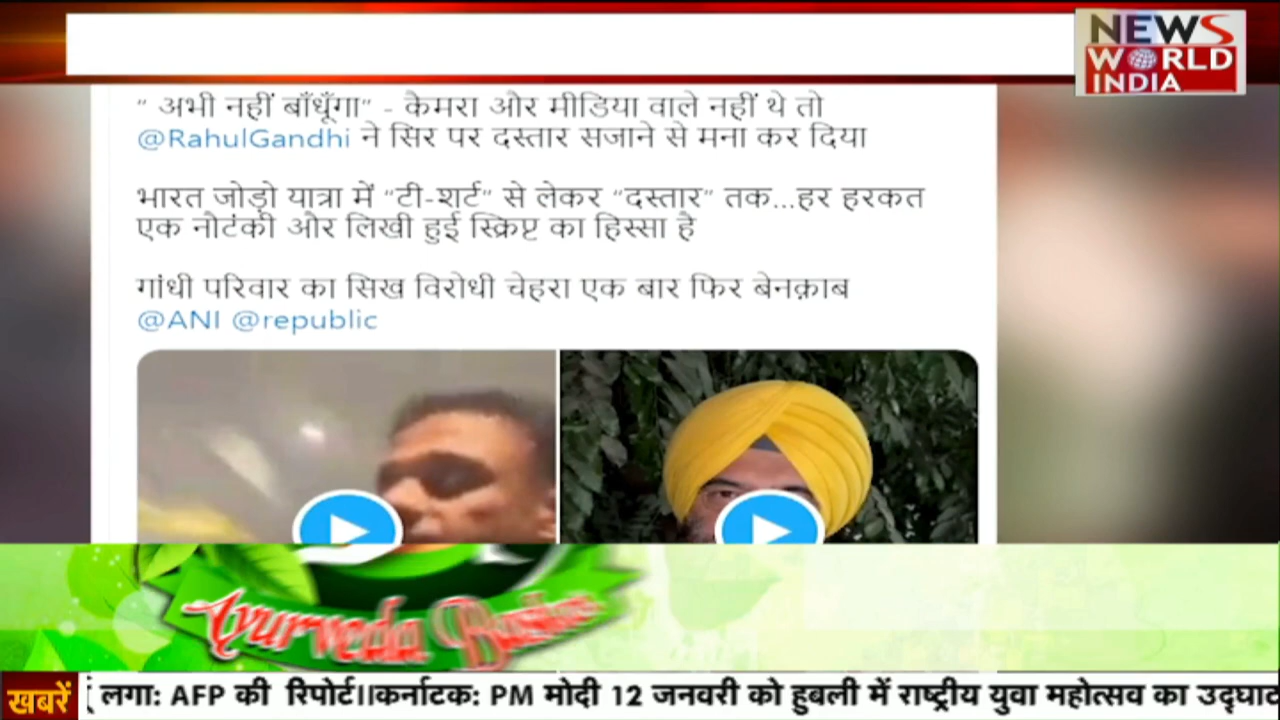 NEWS
WORLD
INDIA
“ अभी नहीं बाँधूँगा” - कैमरा और मीडिया वाले नहीं थे तो
@RahulGandhi ने सिर पर दस्तार सजाने से मना कर दिया
भारत जोड़ो यात्रा में “टी-शर्ट” से लेकर “दस्तार” तक...हर हरकत
एक नौटंकी और लिखी हुई स्क्रिप्ट का हिस्सा है
गांधी परिवार का सिख विरोधी चेहरा एक बार फिर बेनक़ाब
@ANI @republic
Ayurveda
खबरें लगा: AFP की रिपोर्ट||कर्नाटक: PM मोदी 12 जनवरी को हुबली में राष्ट्रीय युवा महोत्सव का उद्घाट